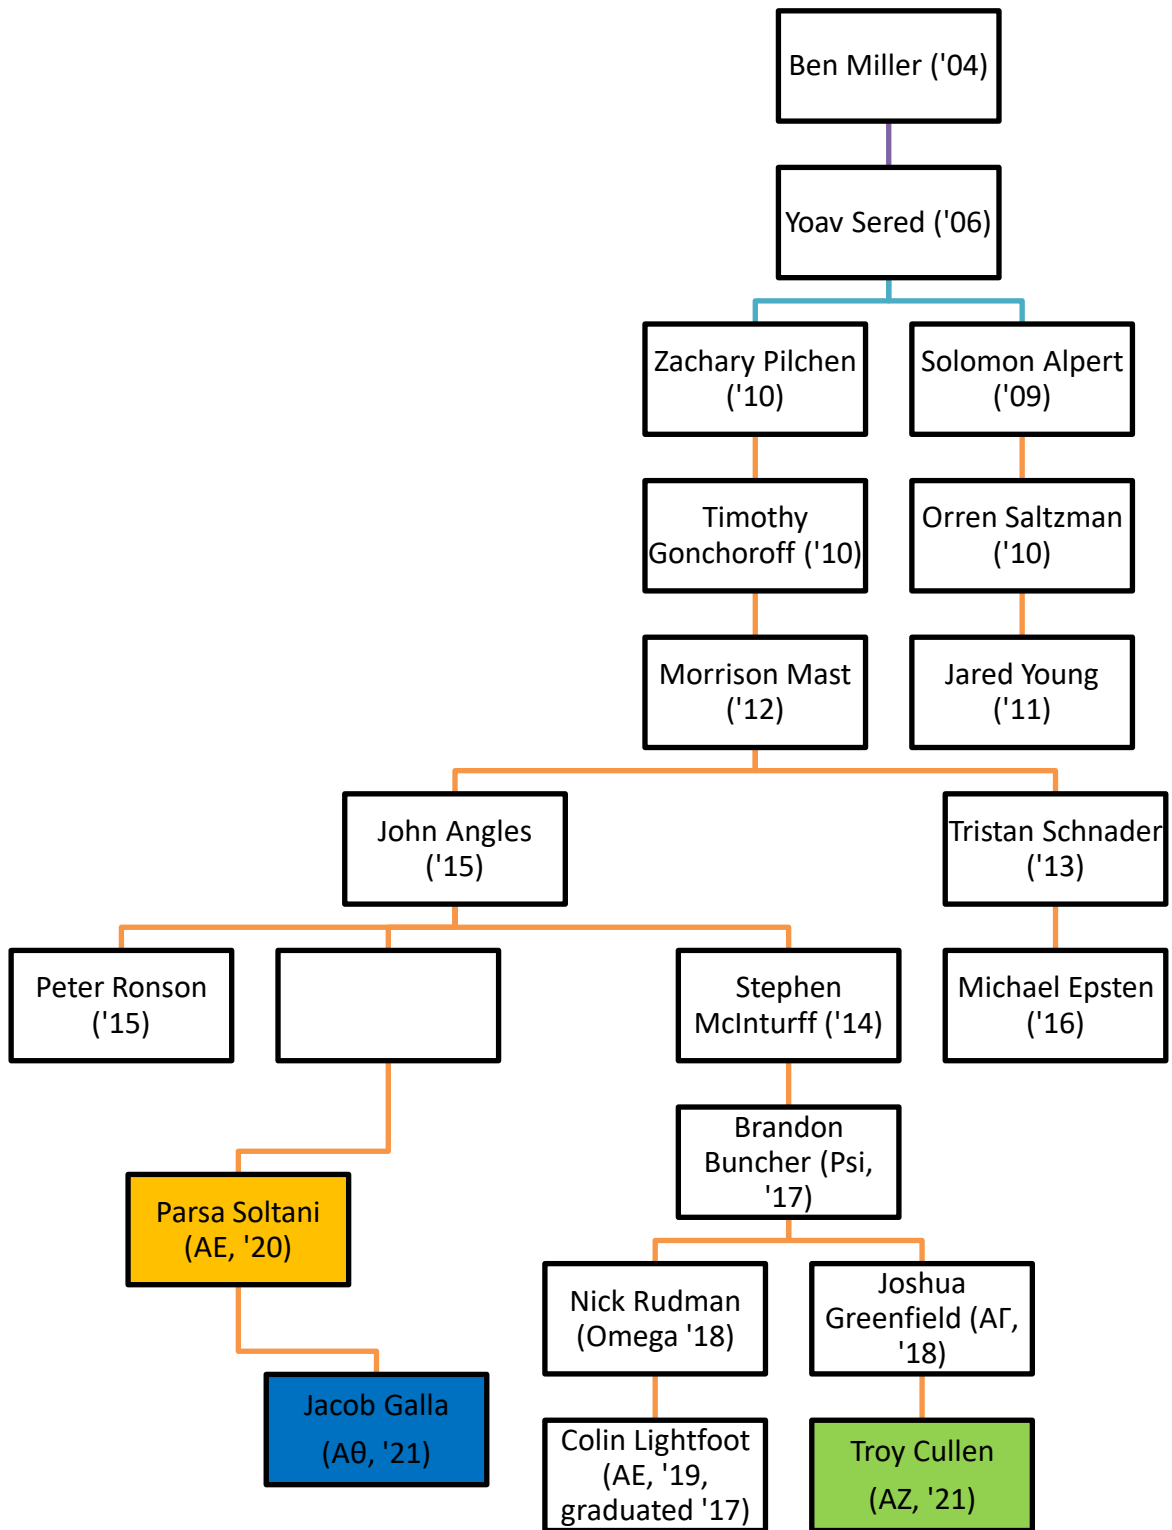 Ben Miller ('04)
Yoav Sered ('06)
Zachary Pilchen
('10)
Solomon Alpert
('09)
Timothy
Gonchoroff ('10)
Orren Saltzman
('10)
Morrison Mast
('12)
Jared Young
('11)
John Angles
('15)
Tristan Schnader
('13)
Peter Ronson
('15)
Stephen
McInturff ('14)
Michael Epsten
('16)
Brandon
Buncher (Psi,
'17)
Parsa Soltani
(AE, '20)
Nick Rudman
(Omega '18)
Joshua
Greenfield (AΓ,
'18)
Jacob Galla
(Aθ, '21)
Colin Lightfoot
(AE, '19,
graduated '17)
Troy Cullen
(AZ, '21)